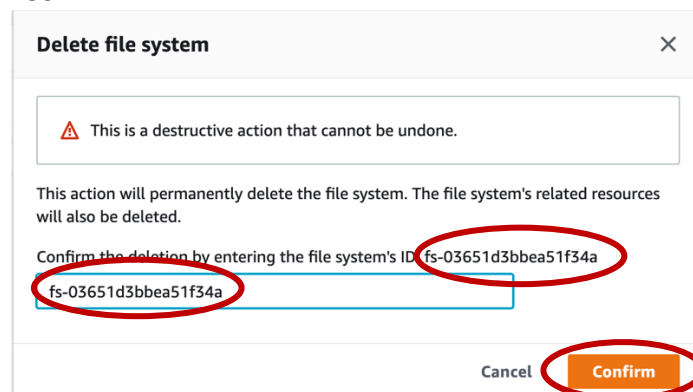 Delete file system
This is a destructive action that cannot be undone.
This action will permanently delete the file system. The file system's related resources
will also be deleted.
Confirm the deletion by entering the file system's ID: fs-03651d3bbea51f34a
fs-03651d3bbea51f34a
Cancel Confirm